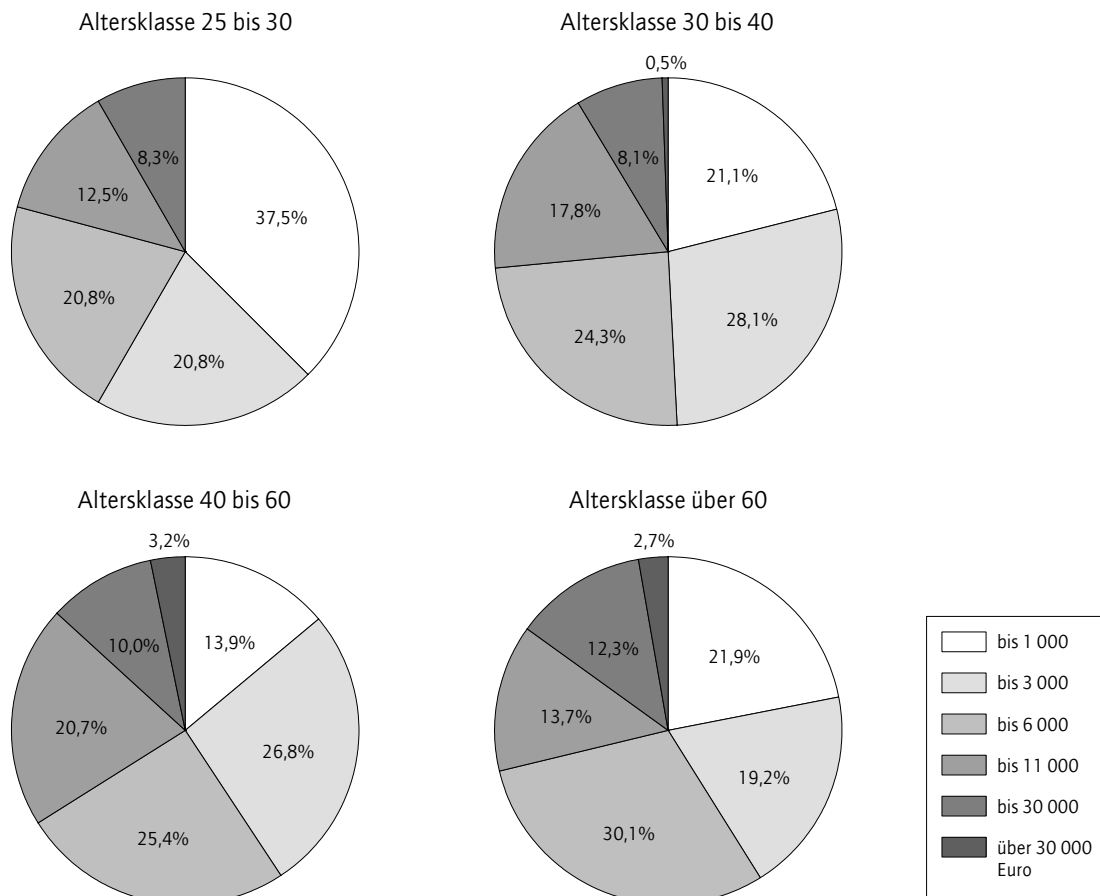 Altersklasse 25 bis 30
8,3%
12,5%
37,5%
20,8%
20,8%
Altersklasse 30 bis 40
0,5%
8,1%
21,1%
17,8%
28,1%
24,3%
Altersklasse 40 bis 60
3,2%
10,0%
13,9%
20,7%
26,8%
25,4%
Altersklasse über 60
2,7%
12,3%
21,9%
13,7%
19,2%
30,1%
bis 1 000
bis 3 000
bis 6 000
bis 11 000
bis 30 000
über 30 000
Euro